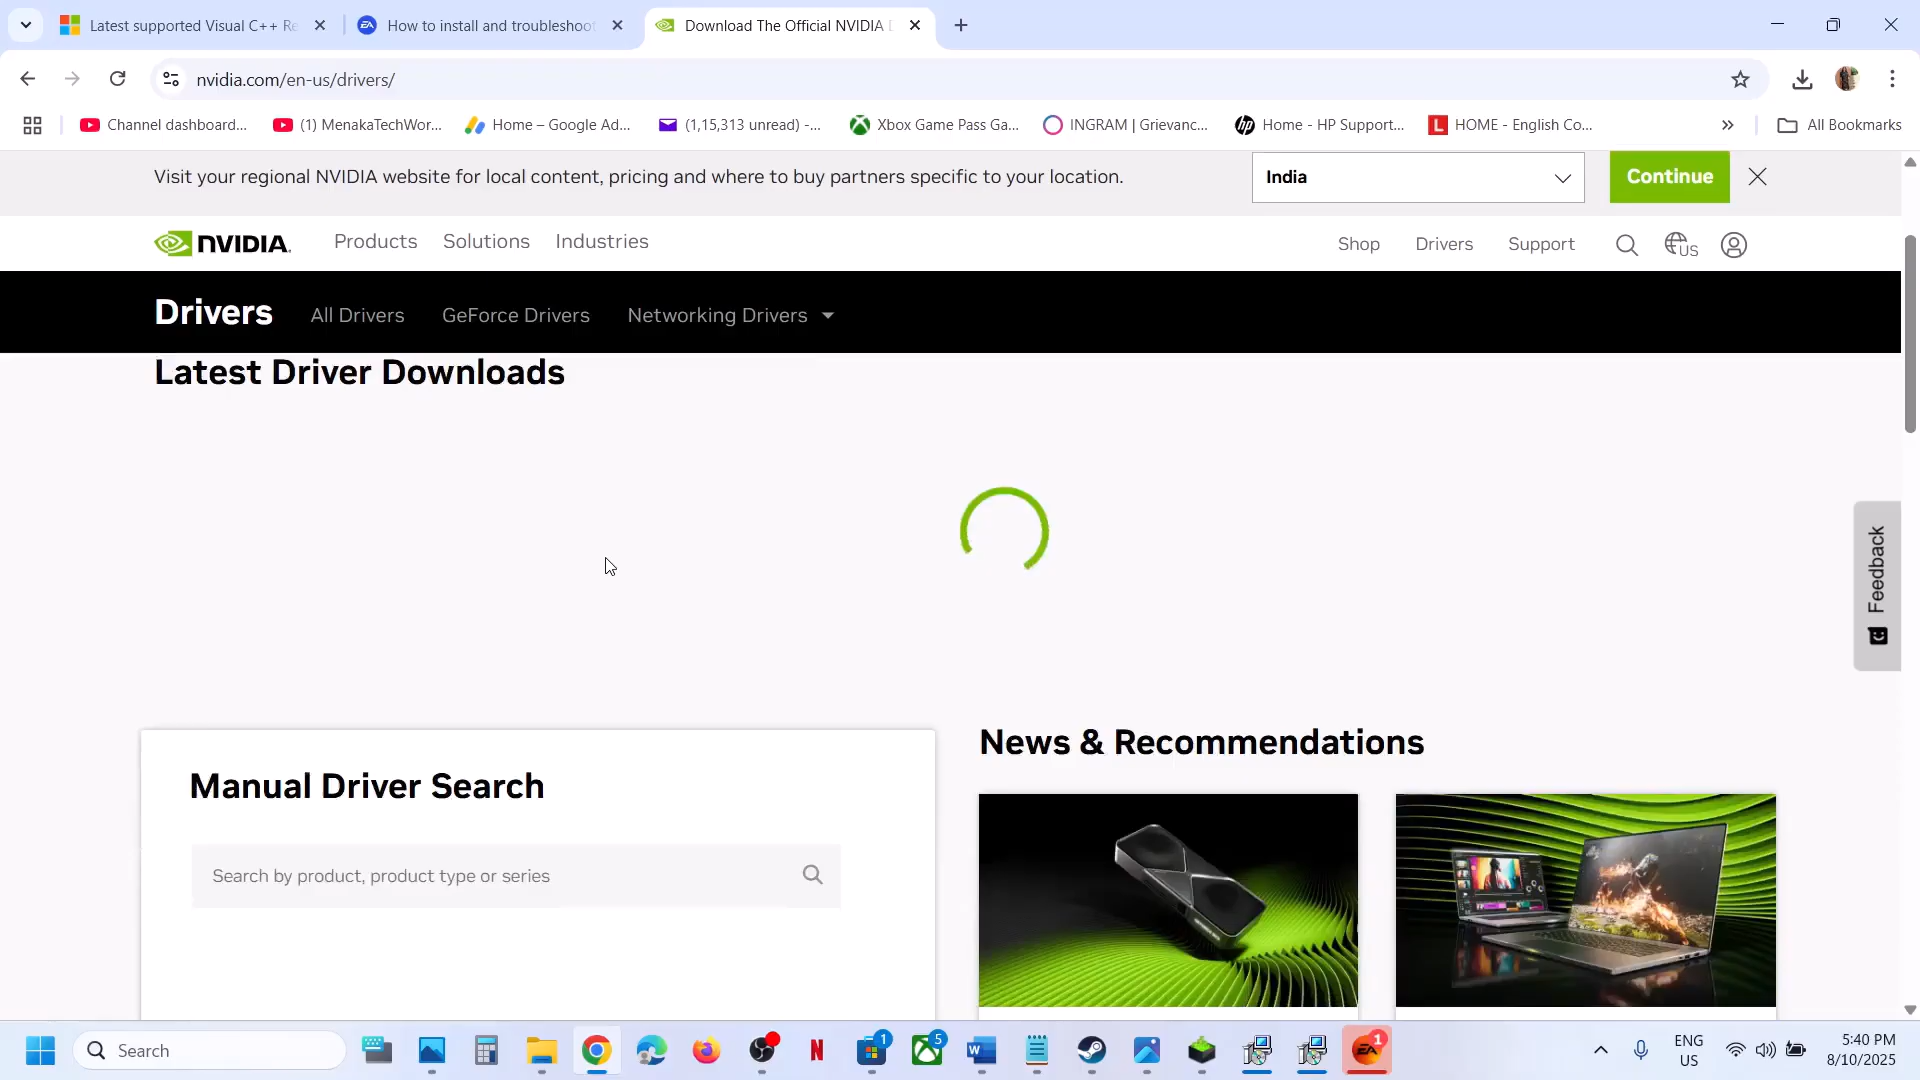 Latest supported Visual C++ Re
How to install and troubleshoot
Download The Official NVIDIA D
nvidia.com/en-us/drivers/
Channel dashboard...
(1) MenakaTechWor...
Home – Google Ad...
(1,15,313 unread) -...
Xbox Game Pass Ga...
INGRAM | Grievanc...
Home - HP Support...
HOME - English Co...
All Bookmarks
Visit your regional NVIDIA website for local content, pricing and where to buy partners specific to your location.
India
Continue
NVIDIA.
Products
Solutions
Industries
Shop
Drivers
Support
US
Drivers
All Drivers
GeForce Drivers
Networking Drivers
Latest Driver Downloads
Feedback
Manual Driver Search
Search by product, product type or series
News & Recommendations
Search
1
5
1
ENG
US
5:40 PM
8/10/2025